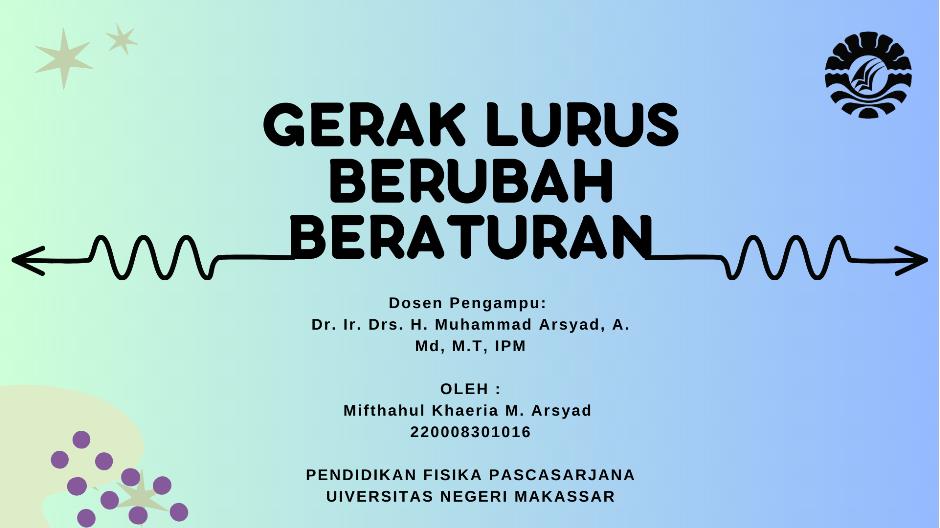 GERAK LURUS
BERUBAH
BERATURAN
Dosen Pengampu:
Dr. Ir. Drs. H. Muhammad Arsyad, A.
Md, M.T, IPM
OLEH :
Mifthahul Khaeria M. Arsyad
220008301016
PENDIDIKAN FISIKA PASCASARJANA
UIVERSITAS NEGERI MAKASSAR